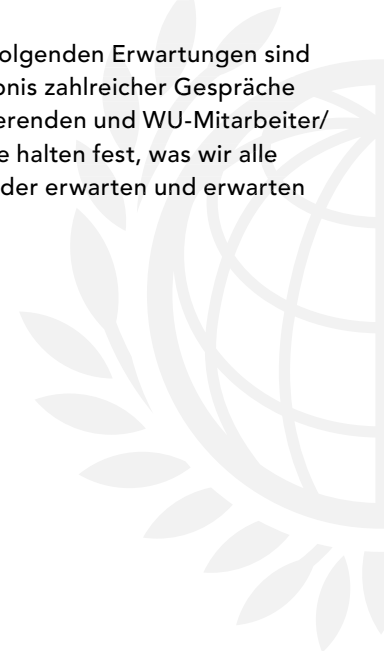 olgenden Erwartungen sind
nis zahlreicher Gespräche
erenden und WU-Mitarbeiter/
e halten fest, was wir alle
der erwarten und erwarten